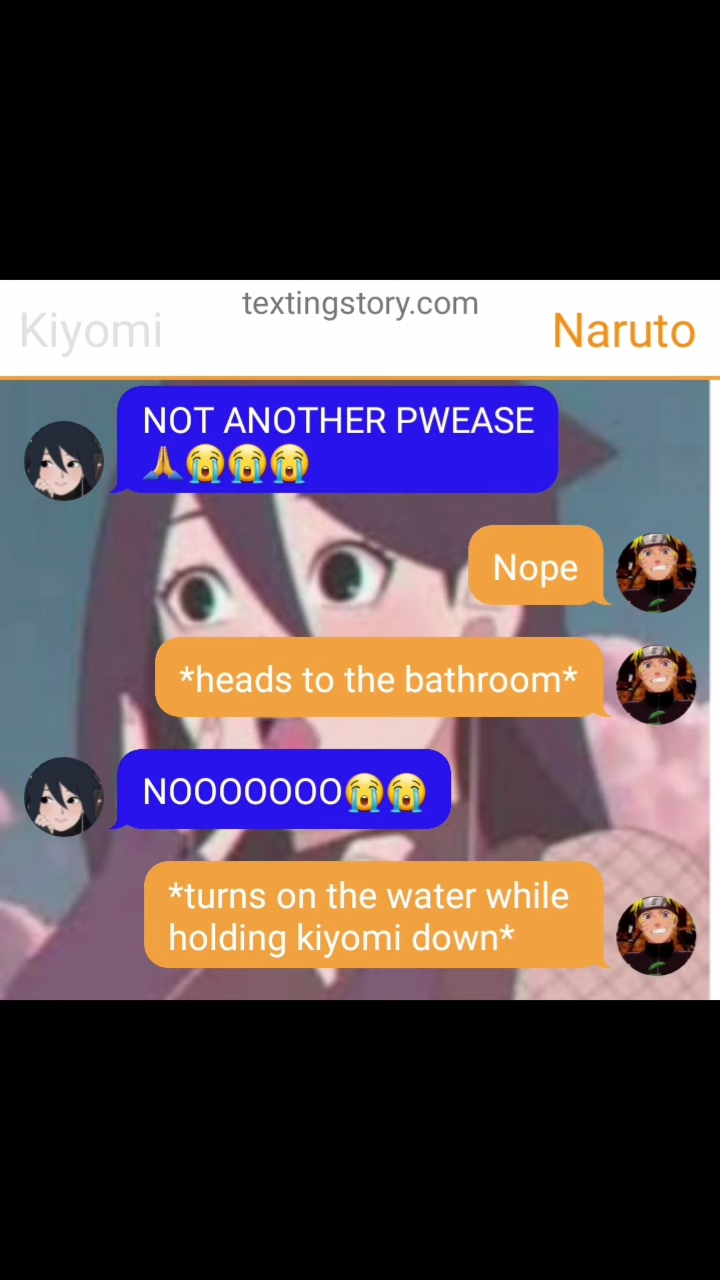 textingstory.com
Kiyomi
Naruto
NOT ANOTHER PWEASE
🙏😭😭😭
Nope
*heads to the bathroom*
NOOOOOOO😭😭
*turns on the water while
holding kiyomi down*